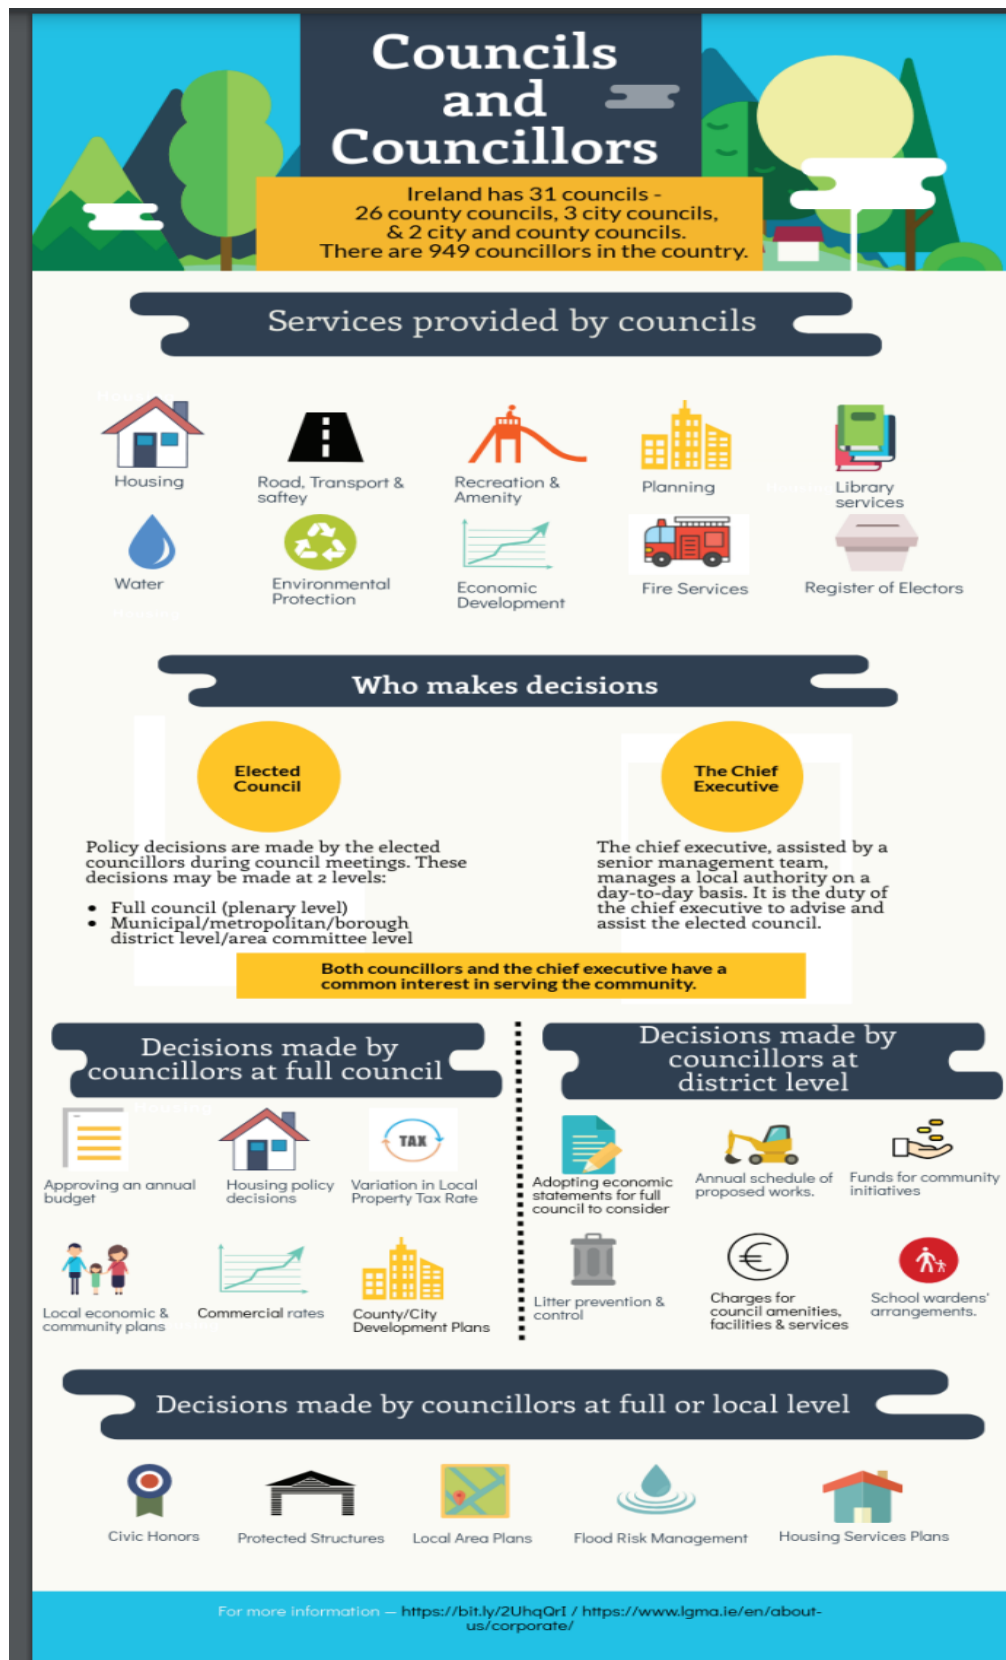 Councils
and
Councillors
Ireland has 31 councils -
26 county councils, 3 city councils,
& 2 city and county councils.
There are 949 councillors in the country.
Services provided by councils
Housing
Housing
Road, Transport &
saftey
Recreation &
Amenity
Planning
Housing
Library
services
Water
Housing
Environmental
Protection
Economic
Development
Fire Services
Register of Electors
Who makes decisions
Elected
Council
Policy decisions are made by the elected
councillors during council meetings. These
decisions may be made at 2 levels:
• Full council (plenary level)
• Municipal/metropolitan/borough
district level/area committee level
The Chief
Executive
The chief executive, assisted by a
senior management team,
manages a local authority on a
day-to-day basis. It is the duty of
the chief executive to advise and
assist the elected council.
Both councillors and the chief executive have a
common interest in serving the community.
Decisions made by
councillors at full council
Housing
Approving an annual
budget
Housing policy
decisions
TAX
Variation in Local
Property Tax Rate
Local economic &
community plans
Commercial rates
County/City
Development Plans
Decisions made by
councillors at
district level
Adopting economic
statements for full
council to consider
Annual schedule of
proposed works.
Funds for community
initiatives
Litter prevention &
control
€
Charges for
council amenities,
facilities & services
School wardens'
arrangements.
Decisions made by councillors at full or local level
Civic Honors
Protected Structures
Local Area Plans
Flood Risk Management
Housing Services Plans
For more information – https://bit.ly/2UhqQrI / https://www.lgma.ie/en/about-
us/corporate/